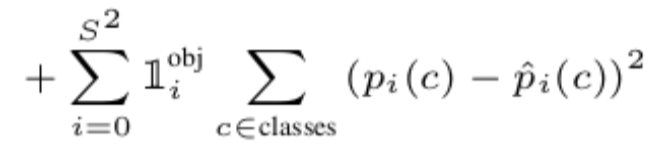 + \sum_{i=0}^{S^2} \mathbb{1}_i^{\text{obj}} \sum_{c \in \text{classes}} (p_i(c) - \hat{p}_i(c))^2